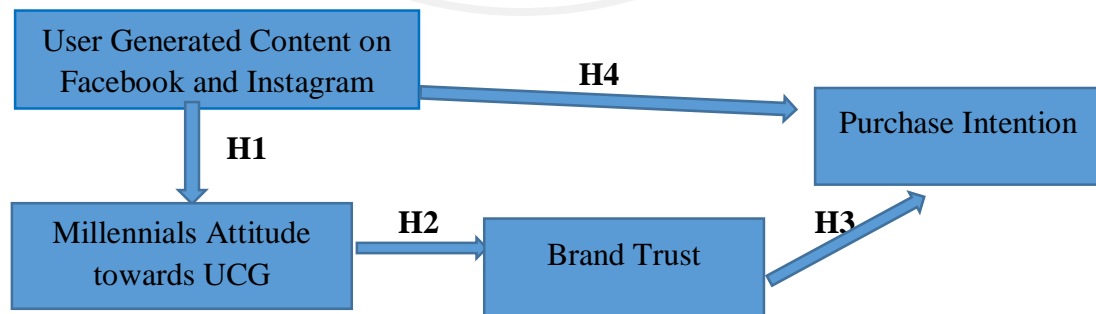 User Generated Content on
Facebook and Instagram
H4
Purchase Intention
H1
Millennials Attitude
towards UCG
H2
Brand Trust
H3